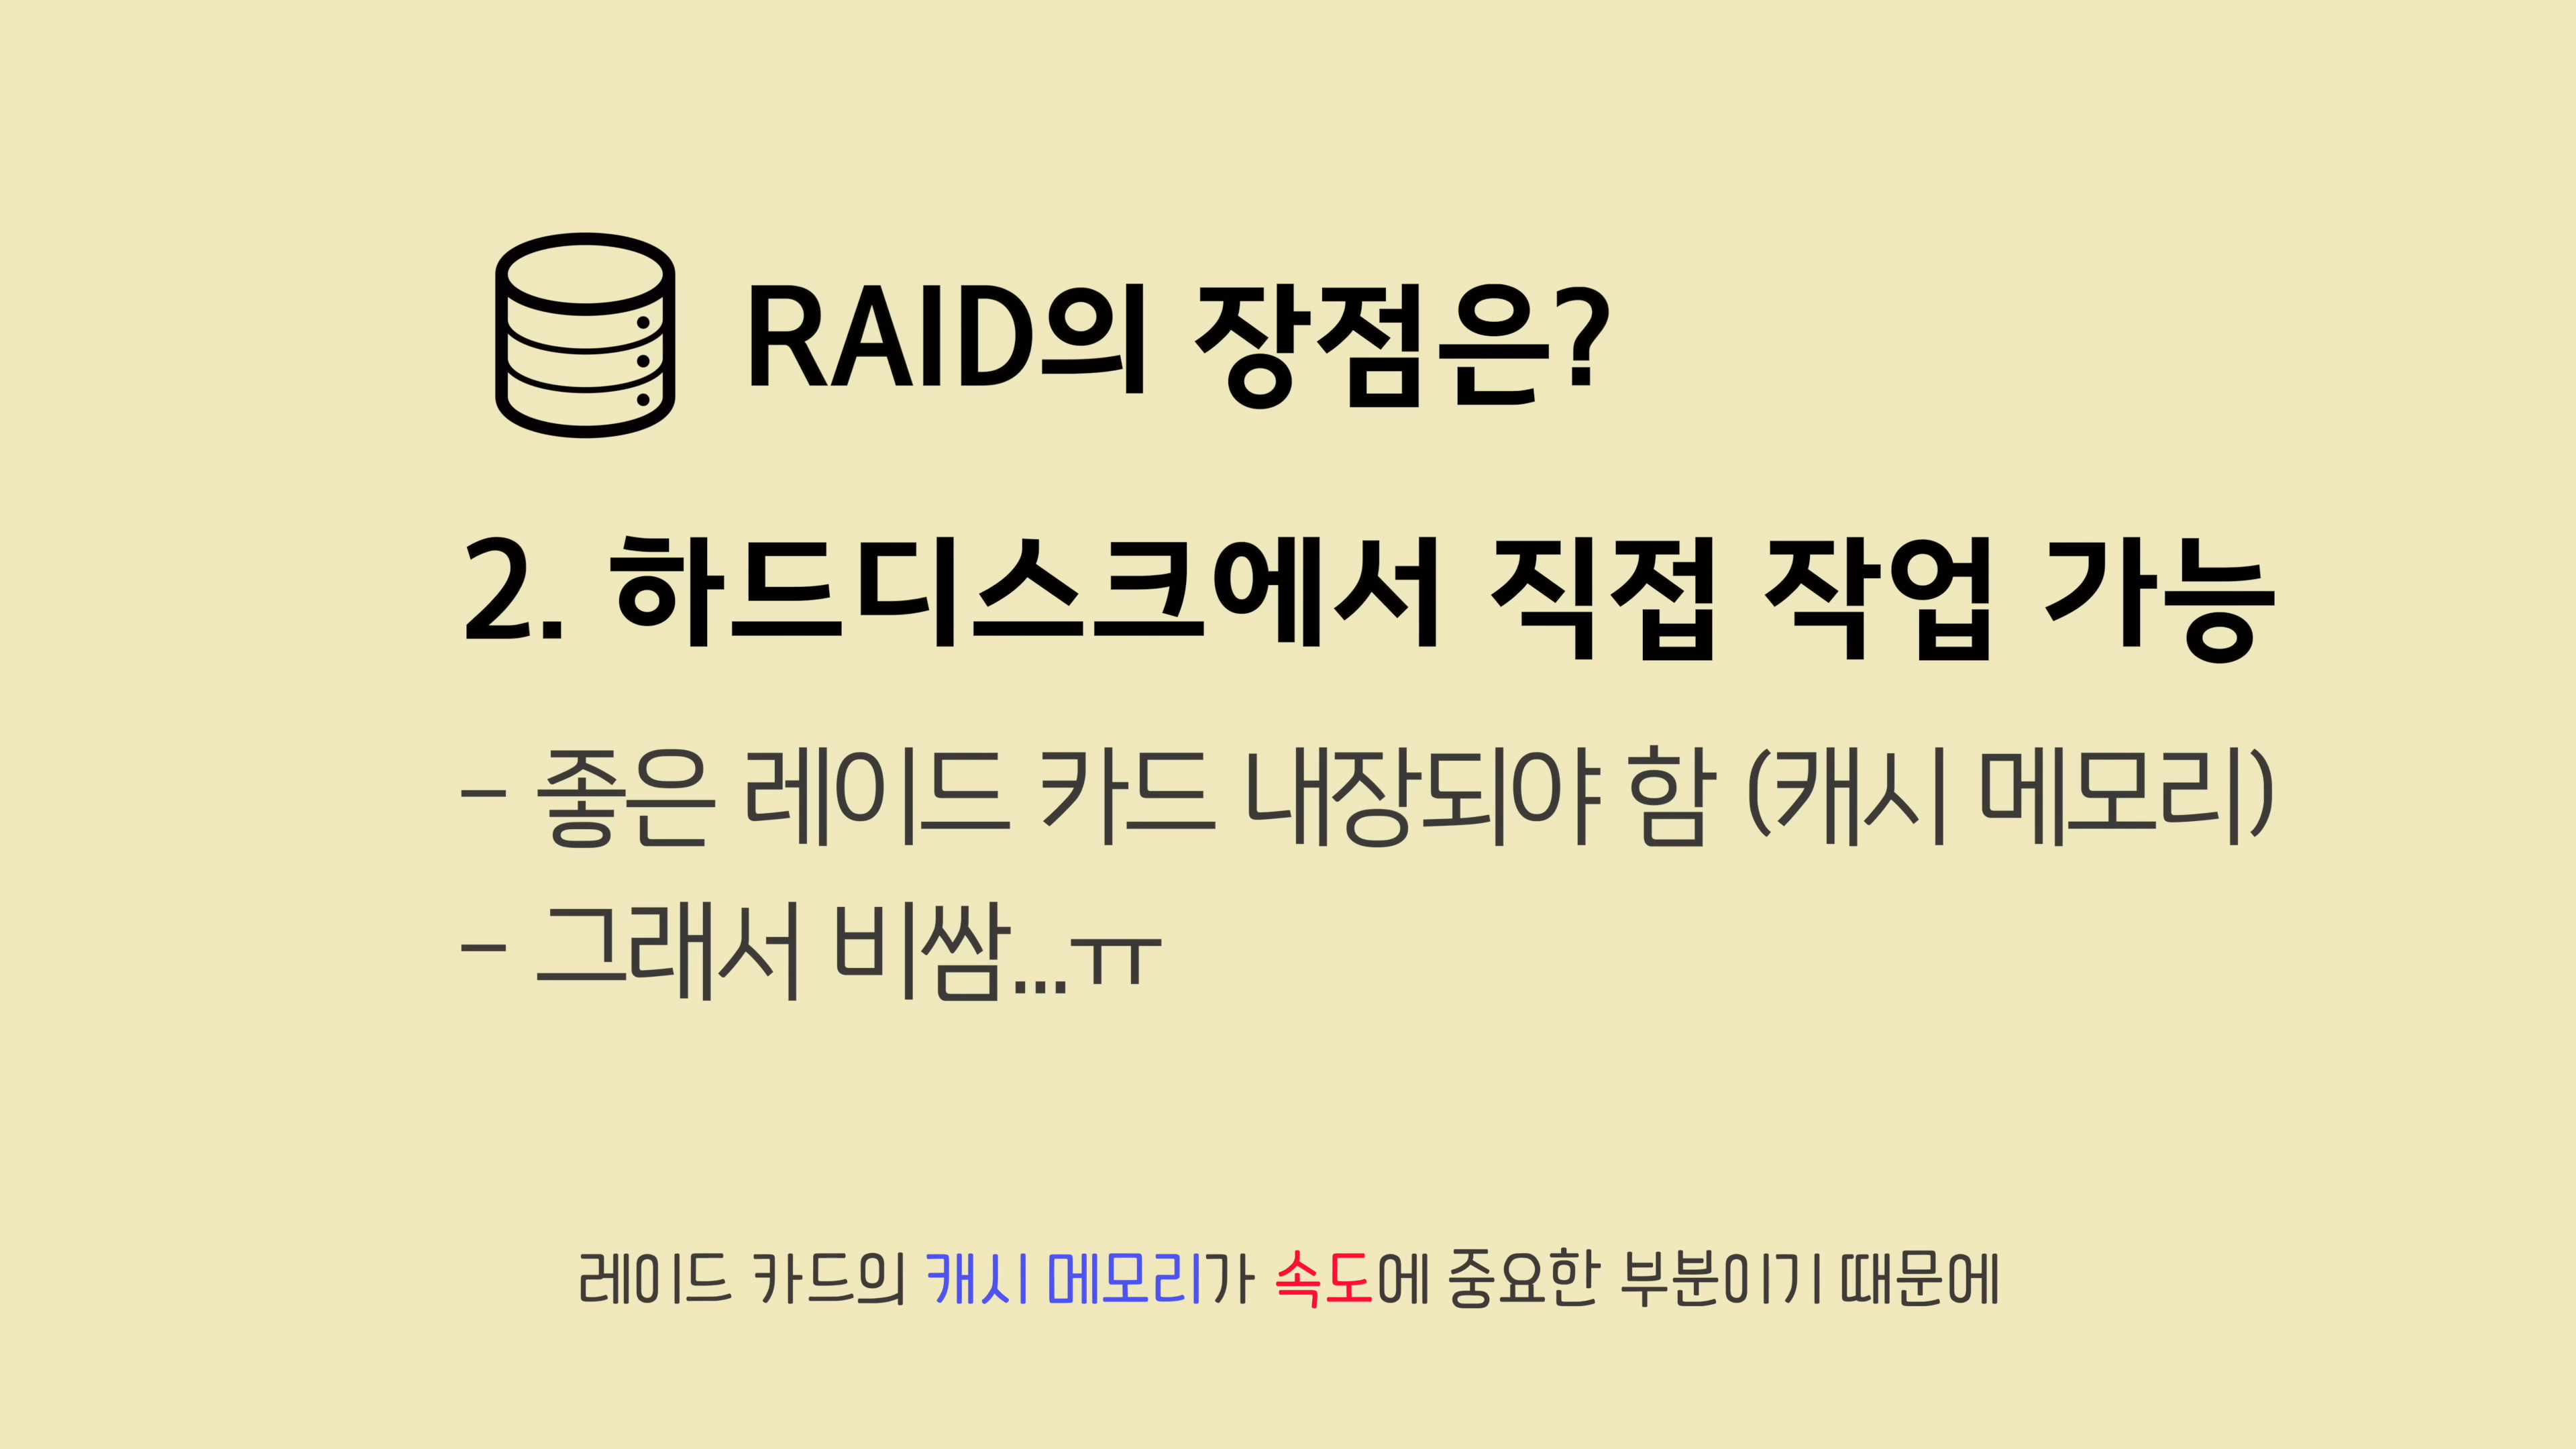 RAID의 장점은?
2. 하드디스크에서 직접 작업 가능
- 좋은 레이드 카드 내장되야 함 (캐시 메모리)
- 그래서 비쌈...ㅠ
레이드 카드의 캐시 메모리가 속도에 중요한 부분이기 때문에